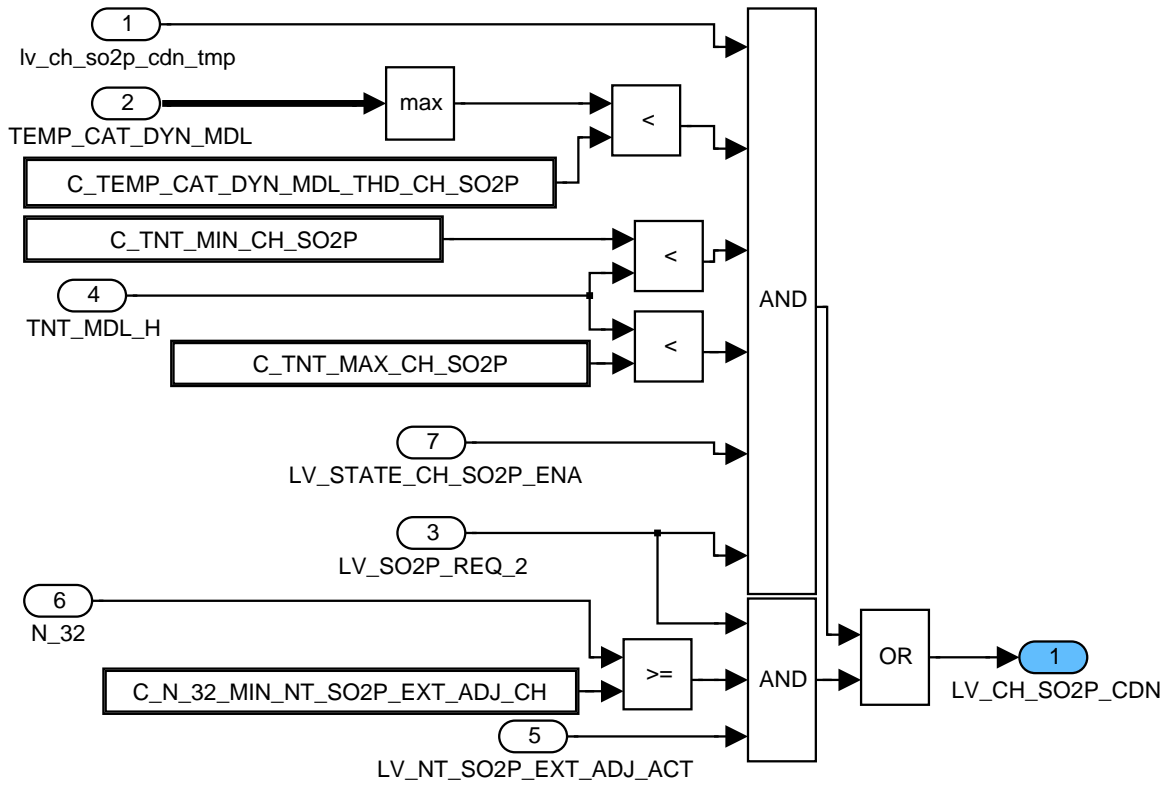 1
lv_ch_so2p_cdn_tmp
2
TEMP_CAT_DYN_MDL
max
<
C_TEMP_CAT_DYN_MDL_THD_CH_SO2P
C_TNT_MIN_CH_SO2P
<
4
TNT_MDL_H
AND
<
C_TNT_MAX_CH_SO2P
7
LV_STATE_CH_SO2P_ENA
3
LV_SO2P_REQ_2
6
N_32
>=
C_N_32_MIN_NT_SO2P_EXT_ADJ_CH
AND
OR
1
LV_CH_SO2P_CDN
5
LV_NT_SO2P_EXT_ADJ_ACT